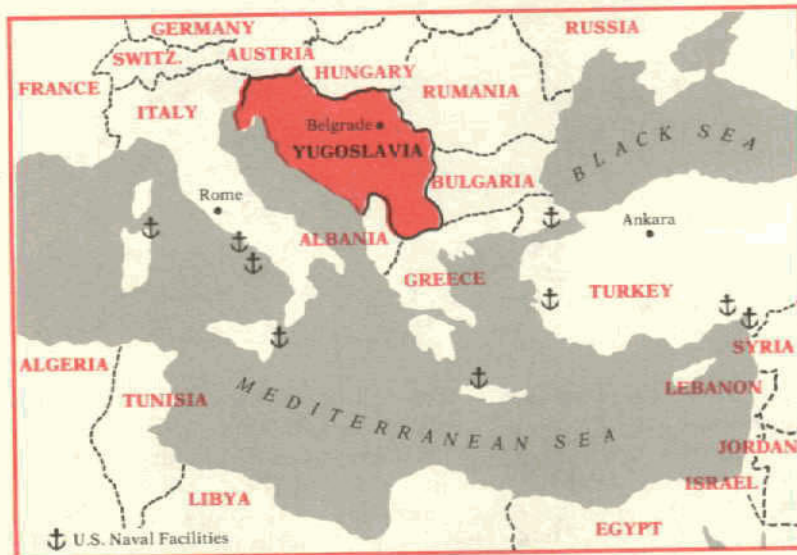 GERMANY
RUSSIA
SWITZ.
AUSTRIA
HUNGARY
FRANCE
RUMANIA
ITALY
Belgrade
YUGOSLAVIA
BLACK SEA
BULGARIA
Rome
Ankara
ALBANIA
GREECE
TURKEY
SYRIA
ALGERIA
LEBANON
TUNISIA
MEDITERRANEAN SEA
JORDAN
ISRAEL
LIBYA
EGYPT
U.S. Naval Facilities